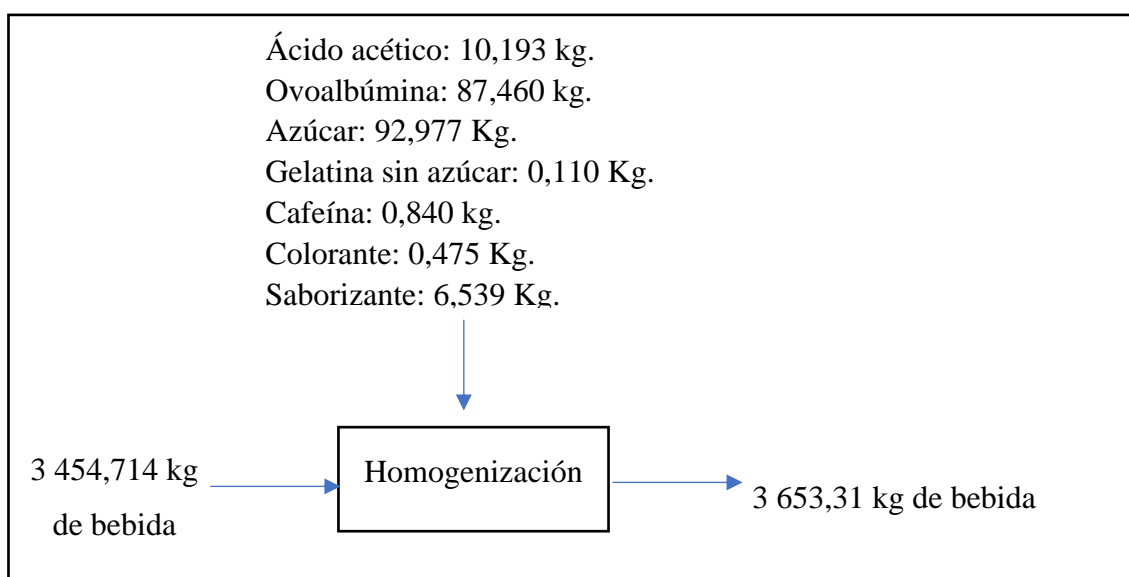 Ácido acético: 10,193 kg.
Ovoalbúmina: 87,460 kg.
Azúcar: 92,977 Kg.
Gelatina sin azúcar: 0,110 Kg.
Cafeína: 0,840 kg.
Colorante: 0,475 Kg.
Saborizante: 6,539 Kg.
3 454,714 kg
de bebida
Homogenización
3 653,31 kg de bebida